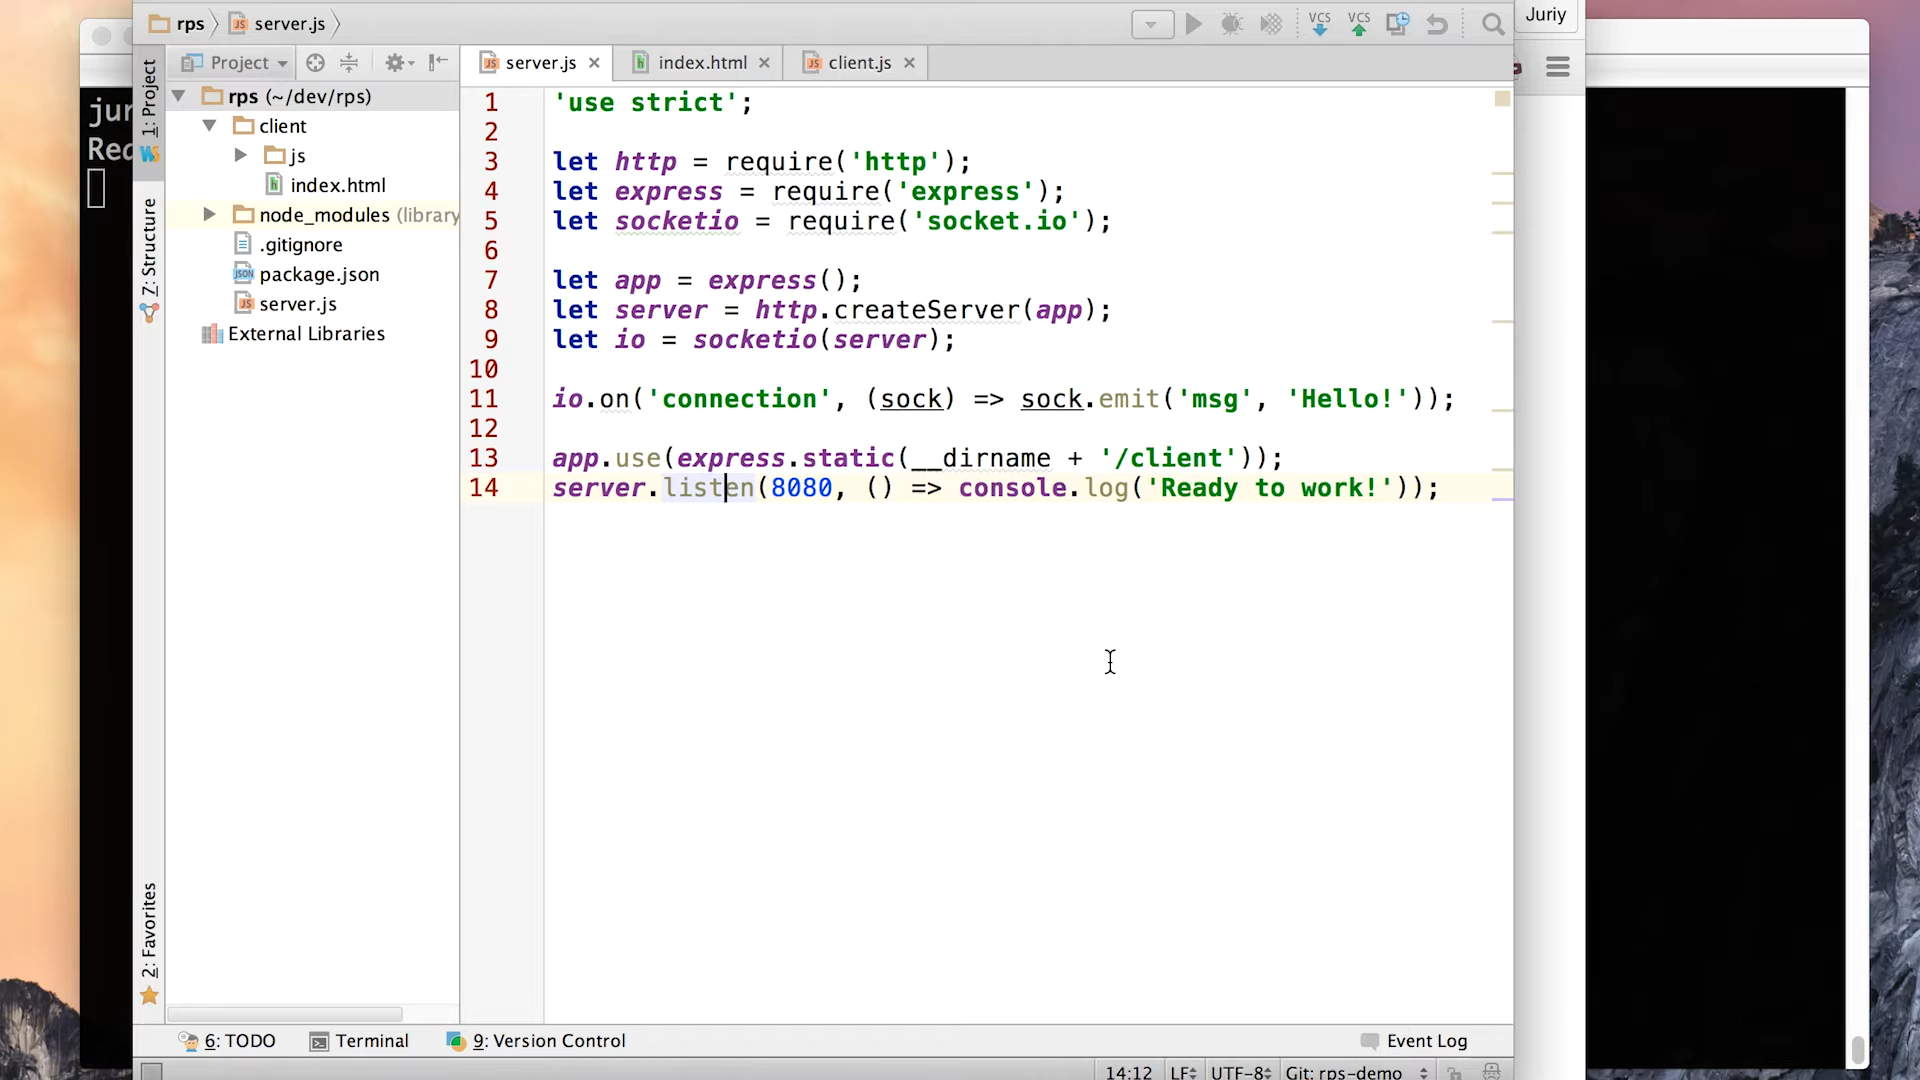 rps server.js
VCS VCS
Juriy
1: Project
Project
server.js
index.html
client.js
rps (~/dev/rps)
client
js
index.html
node_modules (library
.gitignore
package.json
server.js
External Libraries
7: Structure
2: Favorites
jur
1 'use strict';
2
3 let http = require('http');
4 let express = require('express');
5 let socketio = require('socket.io');
6
7 let app = express();
8 let server = http.createServer(app);
9 let io = socketio(server);
10
11 io.on('connection', (sock) => sock.emit('msg', 'Hello!'));
12
13 app.use(express.static(__dirname + '/client'));
14 server.listen(8080, () => console.log('Ready to work!'));
6: TODO Terminal 9: Version Control Event Log
14:12 LF UTF-8 Git: rps-demo